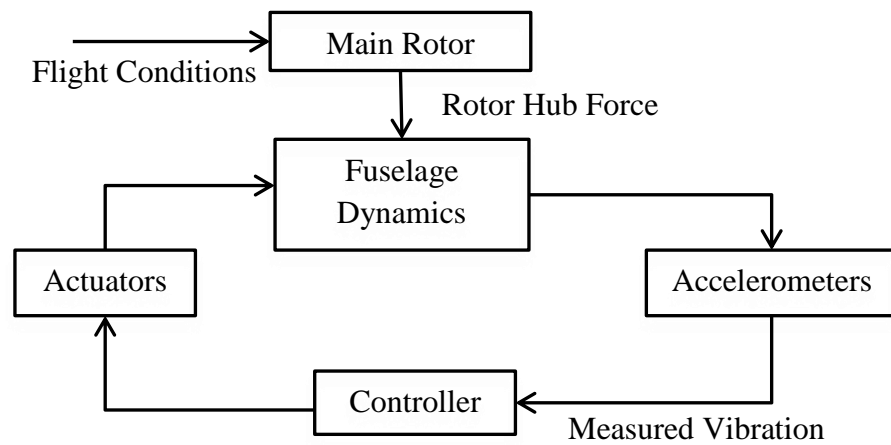 Main Rotor
Flight Conditions
Rotor Hub Force
Fuselage
Dynamics
Actuators
Accelerometers
Controller
Measured Vibration